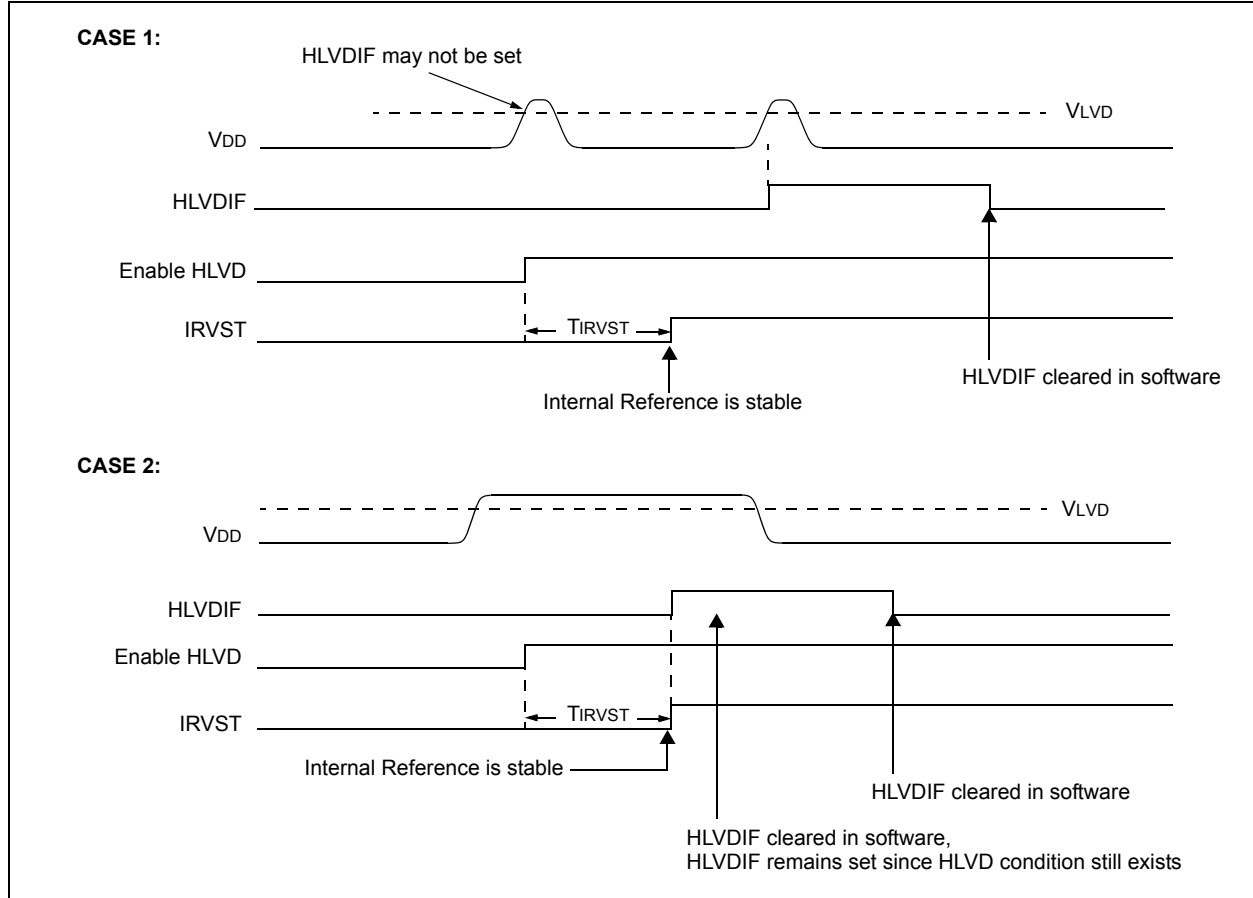 CASE 1:
HLVDIF may not be set
VLVD
VDD
HLVDIF
Enable HLVD
TIRVST
IRVST
HLVDIF cleared in software
Internal Reference is stable
CASE 2:
VLVD
VDD
HLVDIF
Enable HLVD
TIRVST
IRVST
Internal Reference is stable
HLVDIF cleared in software
HLVDIF cleared in software,
HLVDIF remains set since HLVD condition still exists